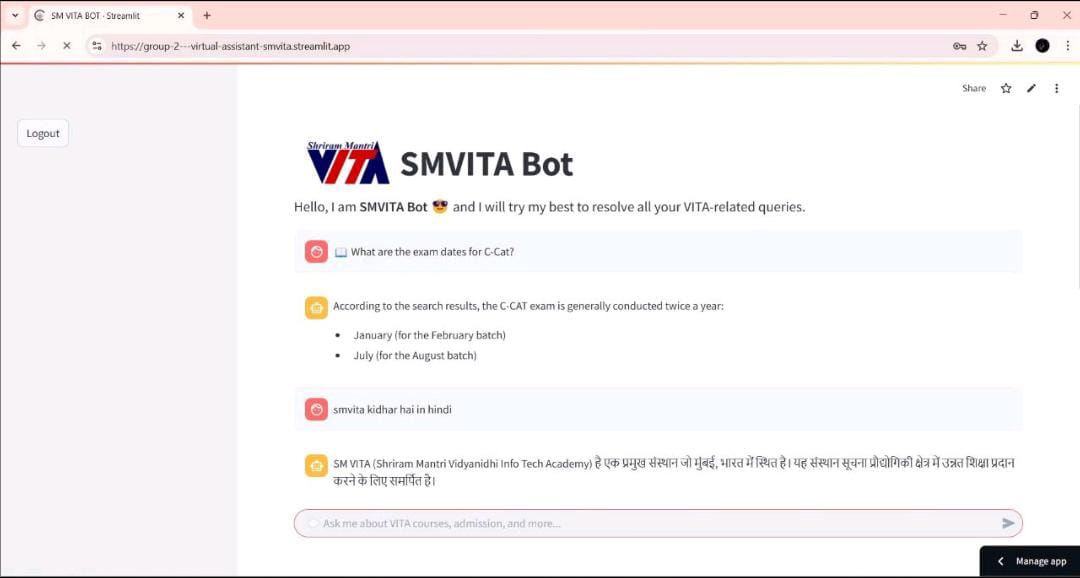 SM VITA BOT - Streamlit
https://group-2---virtual-assistant-smvita.streamlit.app
Share
Logout
Shriram Mantri
VITA
SMVITA Bot
Hello, I am SMVITA Bot 😎 and I will try my best to resolve all your VITA-related queries.
📖 What are the exam dates for C-Cat?
According to the search results, the C-CAT exam is generally conducted twice a year:
• January (for the February batch)
• July (for the August batch)
smvita kidhar hai in hindi
SM VITA (Shriram Mantri Vidyanidhi Info Tech Academy) है एक प्रमुख संस्थान जो मुंबई, भारत में स्थित है। यह संस्थान सूचना प्रौद्योगिकी क्षेत्र में उन्नत शिक्षा प्रदान
करने के लिए समर्पित है।
Ask me about VITA courses, admission, and more...
Manage app